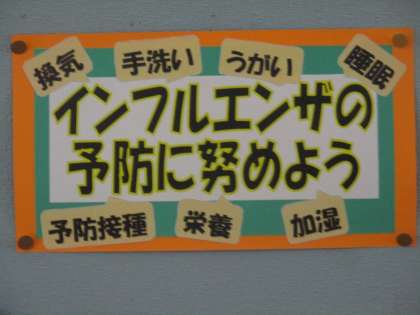 換気
手洗い
うがい
睡眠
インフルエンザの
予防に努めよう
予防接種
栄養
加湿